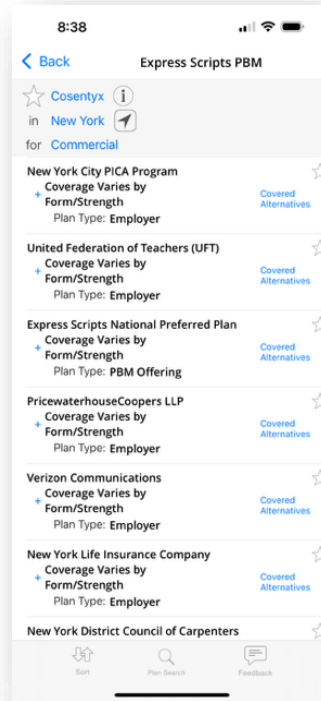 8:38
Back Express Scripts PBM
Cosentyx i
in New York
for Commercial
New York City PICA Program
+ Coverage Varies by
Form/Strength
Covered
Alternatives
Plan Type: Employer
United Federation of Teachers (UFT)
+ Coverage Varies by
Form/Strength
Covered
Alternatives
Plan Type: Employer
Express Scripts National Preferred Plan
+ Coverage Varies by
Form/Strength
Covered
Alternatives
Plan Type: PBM Offering
PricewaterhouseCoopers LLP
+ Coverage Varies by
Form/Strength
Covered
Alternatives
Plan Type: Employer
Verizon Communications
+ Coverage Varies by
Form/Strength
Covered
Alternatives
Plan Type: Employer
New York Life Insurance Company
+ Coverage Varies by
Form/Strength
Covered
Alternatives
Plan Type: Employer
New York District Council of Carpenters
Sort Plan Search Feedback